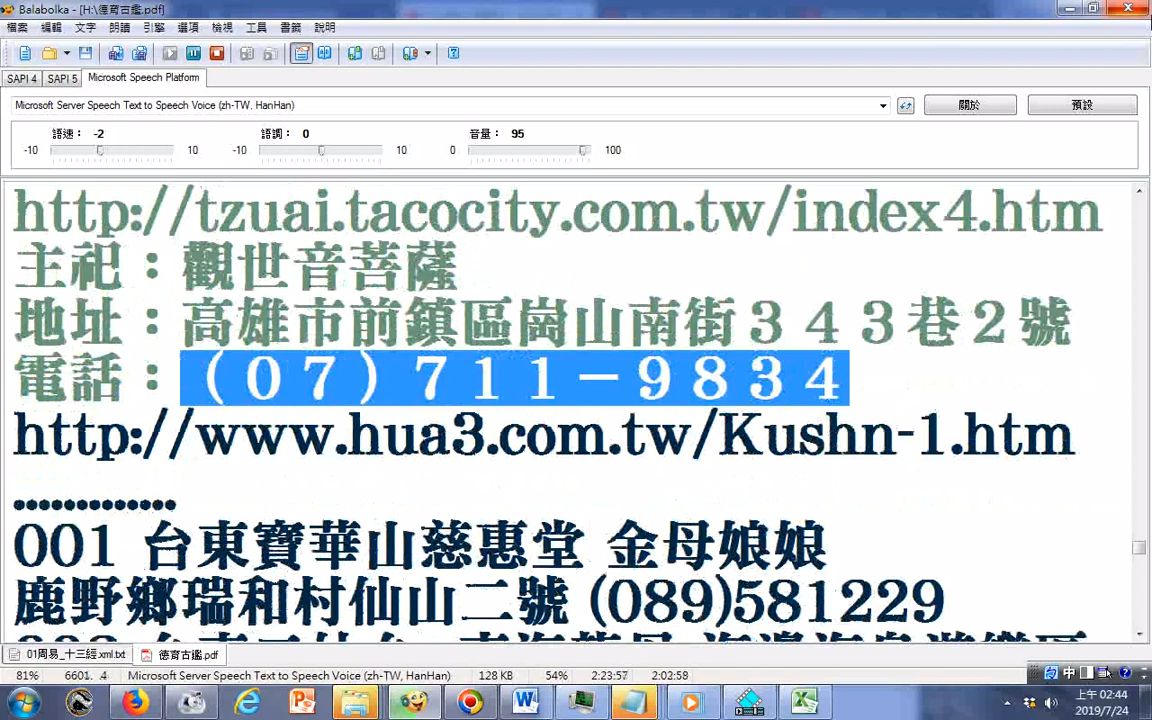 Balabolka - [H:\德育古鑑.pdf]
檔案 編輯 文字 朗讀 引擎 選項 檢視 工具 書籤 說明
SAPI 4 SAPI 5 Microsoft Speech Platform
Microsoft Server Speech Text to Speech Voice (zh-TW, HanHan) 關於 預設
語速： -2 語調： 0 音量： 95
-10 10 -10 10 0 100
http://tzuai.tacocity.com.tw/index4.htm
主祀：觀世音菩薩
地址：高雄市前鎮區崗山南街３４３巷２號
電話：（０７）７１１－９８３４
http://www.hua3.com.tw/Kushn-1.htm
.............
001 台東寶華山慈惠堂 金母娘娘
鹿野鄉瑞和村仙山二號 (089)581229
01周易_十三經.xml.txt 德育古鑑.pdf
81% 6601. .4 Microsoft Server Speech Text to Speech Voice (zh-TW, HanHan) 128 KB 54% 2:23:57 2:02:58
中
上午 02:44
2019/7/24